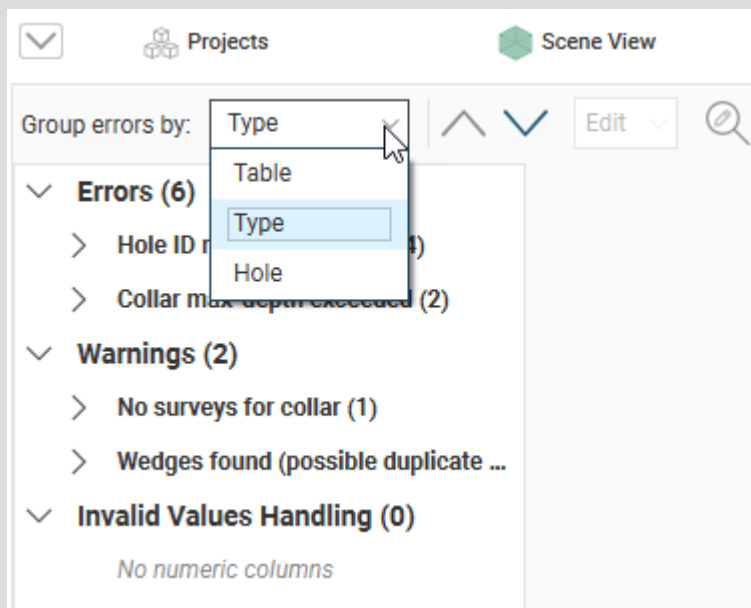 Projects Scene View
Group errors by: Type Edit
Table
Errors (6)
Type
Hole ID 4)
Hole
Collar max depth exceeded (2)
Warnings (2)
No surveys for collar (1)
Wedges found (possible duplicate ...
Invalid Values Handling (0)
No numeric columns